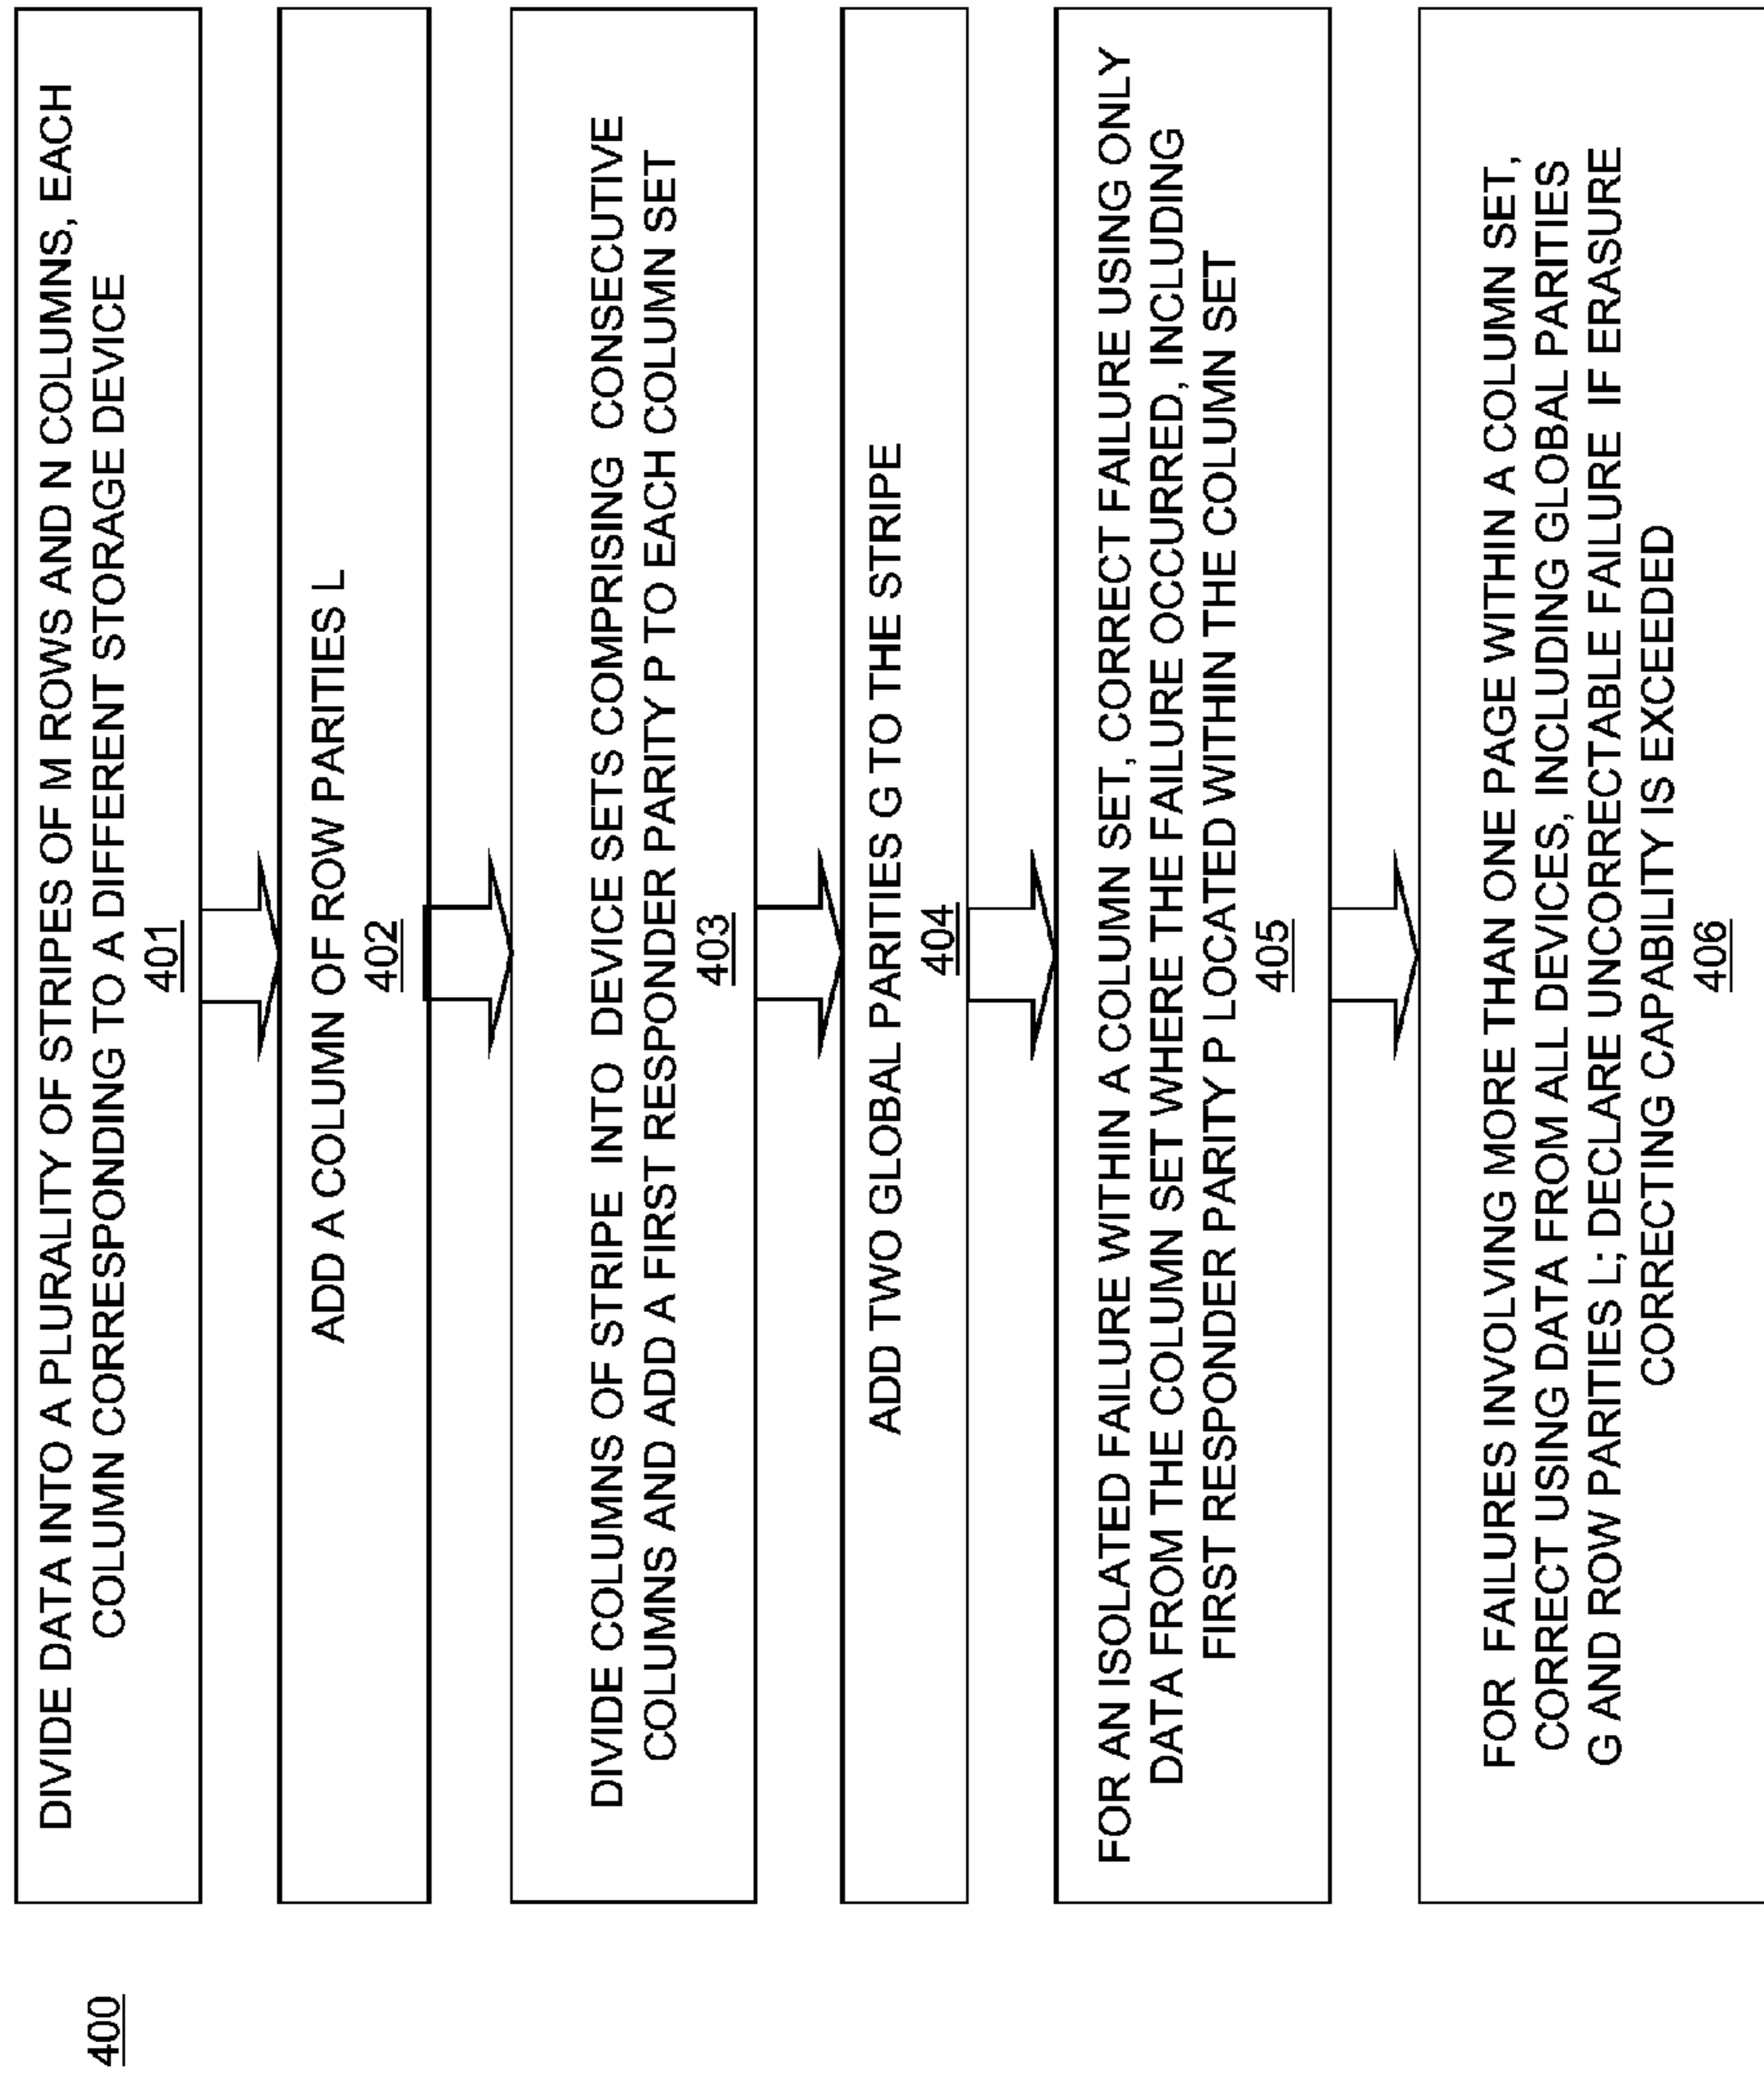 400
DIVIDE DATA INTO A PLURALITY OF STRIPES OF M ROWS AND N COLUMNS, EACH
COLUMN CORRESPONDING TO A DIFFERENT STORAGE DEVICE
401
ADD A COLUMN OF ROW PARITIES L
402
DIVIDE COLUMNS OF STRIPE INTO DEVICE SETS COMPRISING CONSECUTIVE
COLUMNS AND ADD A FIRST RESPONDER PARITY P TO EACH COLUMN SET
403
ADD TWO GLOBAL PARITIES G TO THE STRIPE
404
FOR AN ISOLATED FAILURE WITHIN A COLUMN SET, CORRECT FAILURE USING ONLY
DATA FROM THE COLUMN SET WHERE THE FAILURE OCCURRED, INCLUDING
FIRST RESPONDER PARITY P LOCATED WITHIN THE COLUMN SET
405
FOR FAILURES INVOLVING MORE THAN ONE PAGE WITHIN A COLUMN SET,
CORRECT USING DATA FROM ALL DEVICES, INCLUDING GLOBAL PARITIES
G AND ROW PARITIES L; DECLARE UNCORRECTABLE FAILURE IF ERASURE
CORRECTING CAPABILITY IS EXCEEDED
406